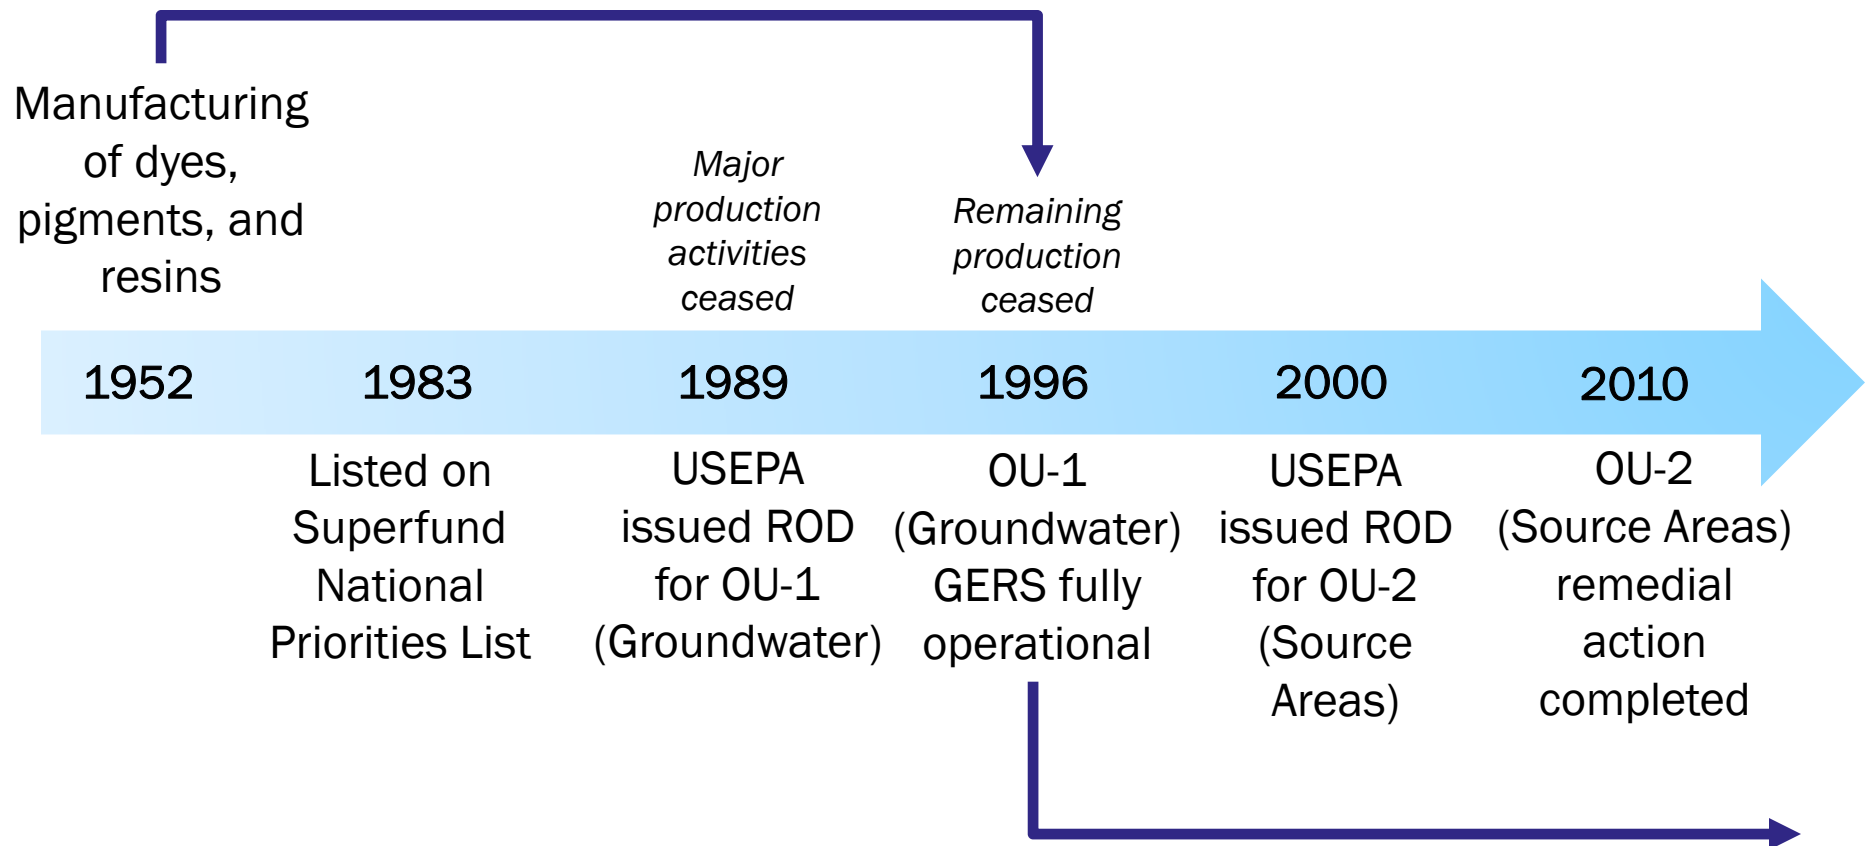 Manufacturing
of dyes,
pigments, and
resins
Major
production
activities
ceased
Remaining
production
ceased
1952
1983
1989
1996
2000
2010
Listed on
Superfund
National
Priorities List
USEPA
issued ROD
for OU-1
(Groundwater)
OU-1
(Groundwater)
GERS fully
operational
USEPA
issued ROD
for OU-2
(Source
Areas)
OU-2
(Source Areas)
remedial
action
completed